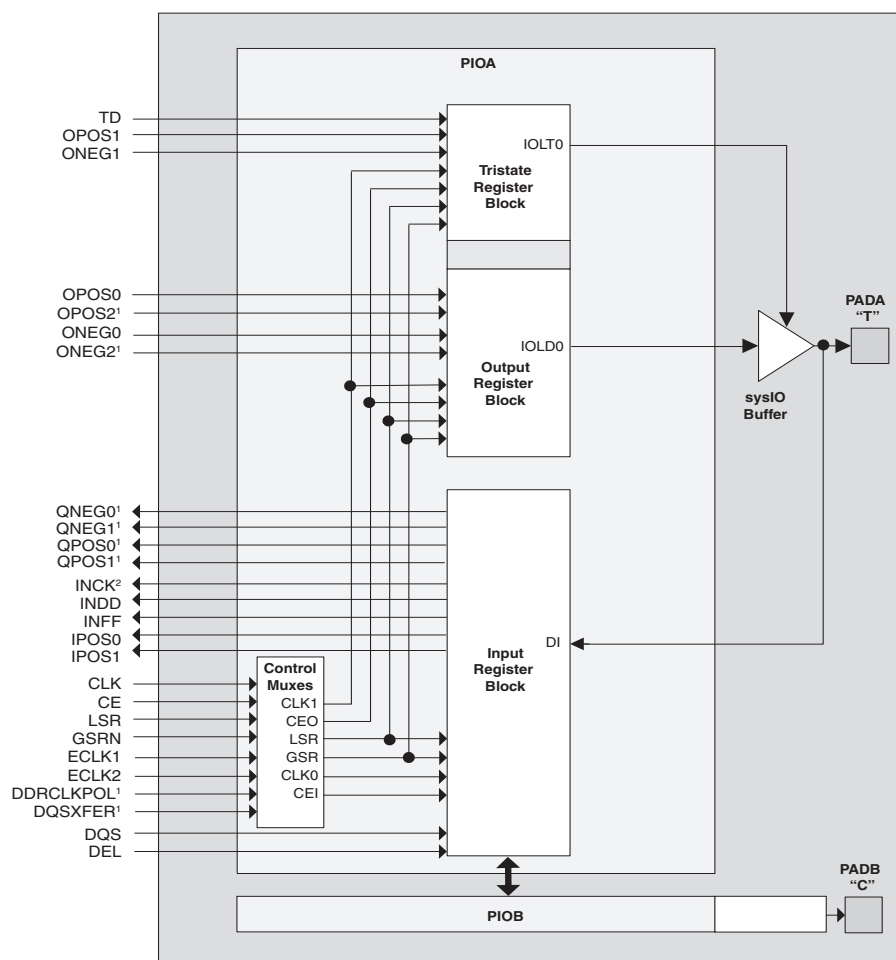 PIOA
TD
OPOS1
ONEG1
IOLT0
Tristate
Register
Block
OPOS0
OPOS2¹
ONEG0
ONEG2¹
IOLD0
Output
Register
Block
sysIO
Buffer
PADA
“T”
QNEG0¹
QNEG1¹
QPOS0¹
QPOS1¹
INCK²
INDD
INFF
IPOS0
IPOS1
DI
Input
Register
Block
CLK
CE
LSR
GSRN
ECLK1
ECLK2
DDRCLKPOL¹
DQSXFER¹
DQS
DEL
Control
Muxes
CLK1
CEO
LSR
GSR
CLK0
CEI
PADB
“C”
PIOB